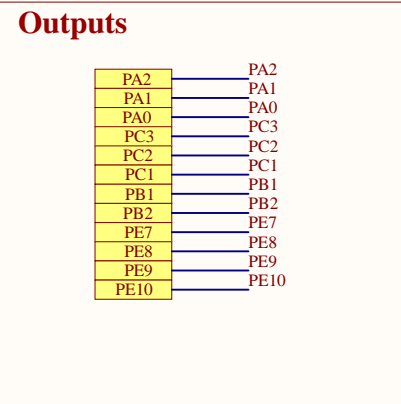 Outputs
PA2 PA2
PA1 PA1
PA0 PA0
PC3 PC3
PC2 PC2
PC1 PC1
PB1 PB1
PB2 PB2
PE7 PE7
PE8 PE8
PE9 PE9
PE10 PE10